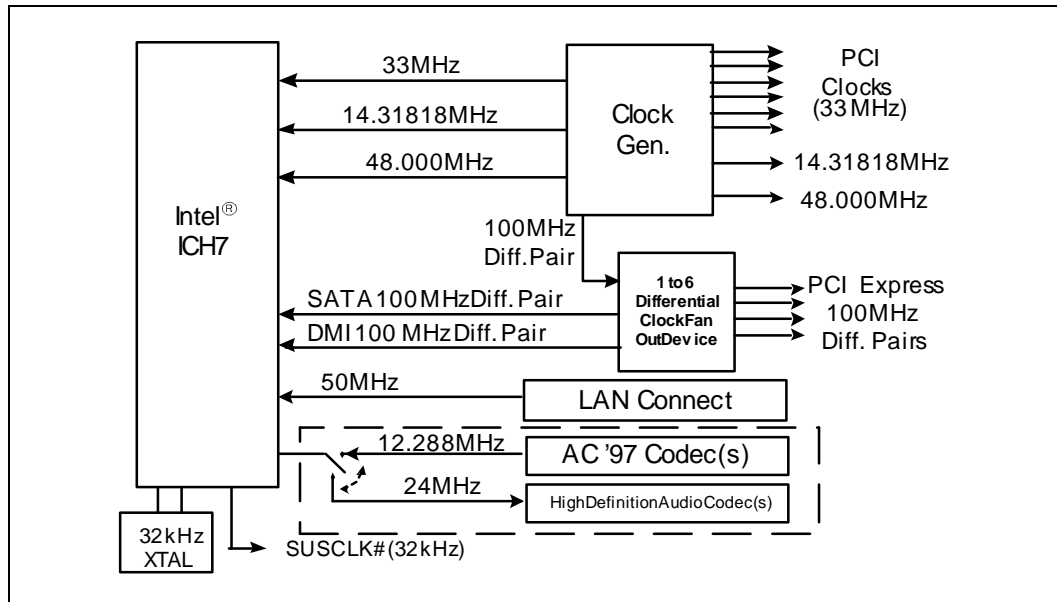 33MHz
14.31818MHz
48.000MHz
Intel®
ICH7
Clock
Gen.
PCI
Clocks
(33 MHz)
14.31818MHz
48.000MHz
100MHz
Diff. Pair
1 to 6
Differential
Clock Fan
Out Device
PCI Express
100MHz
Diff. Pairs
SATA 100 MHz Diff. Pair
DMI 100 MHz Diff. Pair
50MHz
LAN Connect
12.288MHz
AC ’97 Codec(s)
24MHz
High Definition Audio Codec(s)
32kHz
XTAL
SUSCLK# (32kHz)